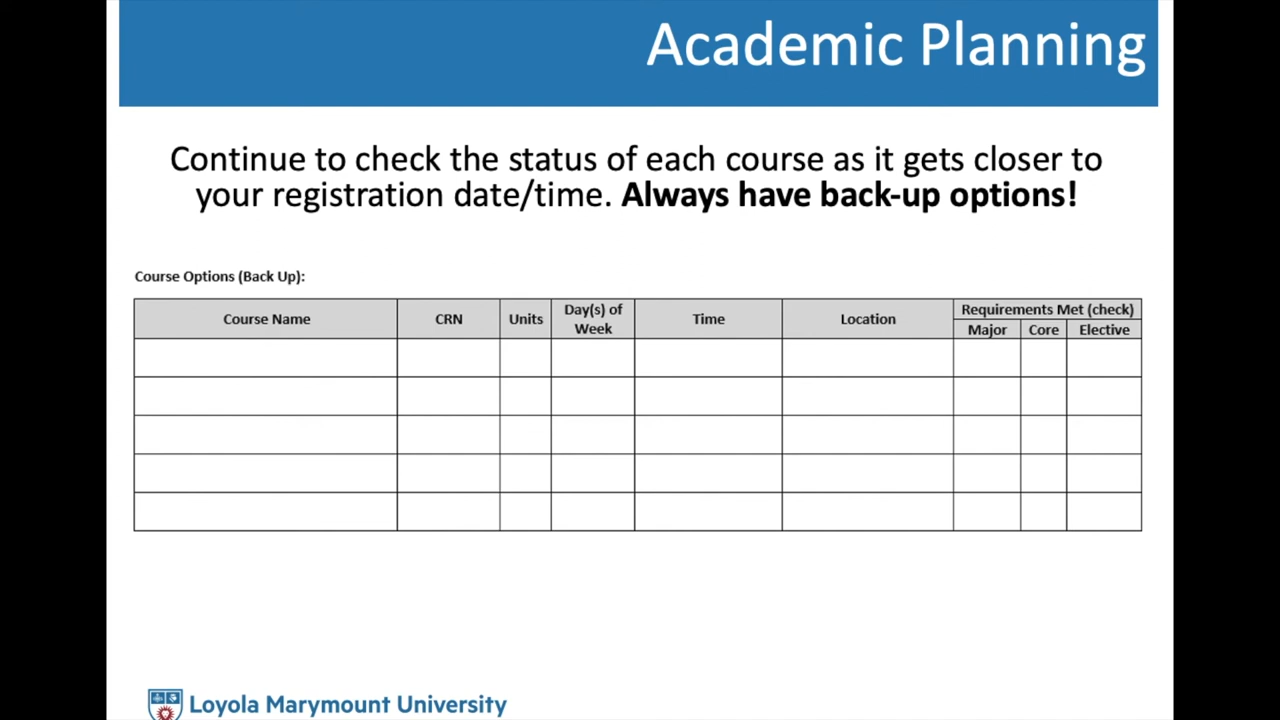 Academic Planning
Continue to check the status of each course as it gets closer to
your registration date/time. Always have back-up options!
Course Options (Back Up):
Course Name CRN Units Day(s) of Week Time Location Requirements Met (check)
Major Core Elective
Loyola Marymount University